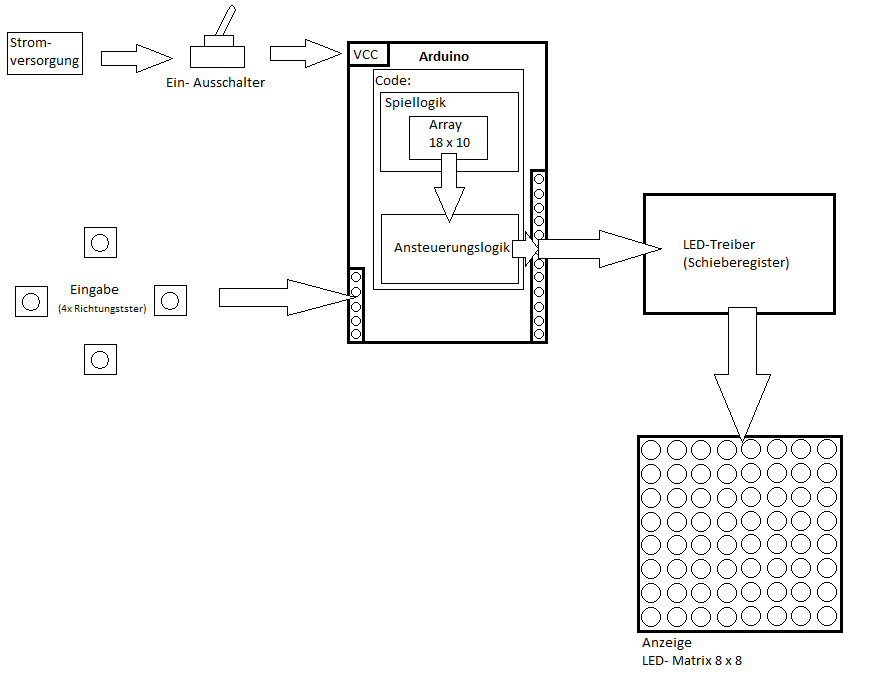 Strom-
versorgung
Ein- Ausschalter
VCC
Arduino
Code:
Spiellogik
Array
18 x 10
Ansteuerungslogik
Eingabe
(4x Richtungstster)
LED-Treiber
(Schieberegister)
Anzeige
LED- Matrix 8 x 8